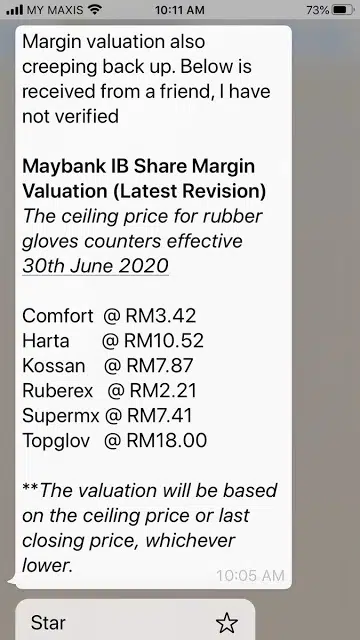 MY MAXIS 10:11 AM 73%
Margin valuation also
creeping back up. Below is
received from a friend, I have
not verified
Maybank IB Share Margin
Valuation (Latest Revision)
The ceiling price for rubber
gloves counters effective
30th June 2020
Comfort @ RM3.42
Harta @ RM10.52
Kossan @ RM7.87
Ruberex @ RM2.21
Supermx @ RM7.41
Topglov @ RM18.00
**The valuation will be based
on the ceiling price or last
closing price, whichever
lower.
10:05 AM
Star